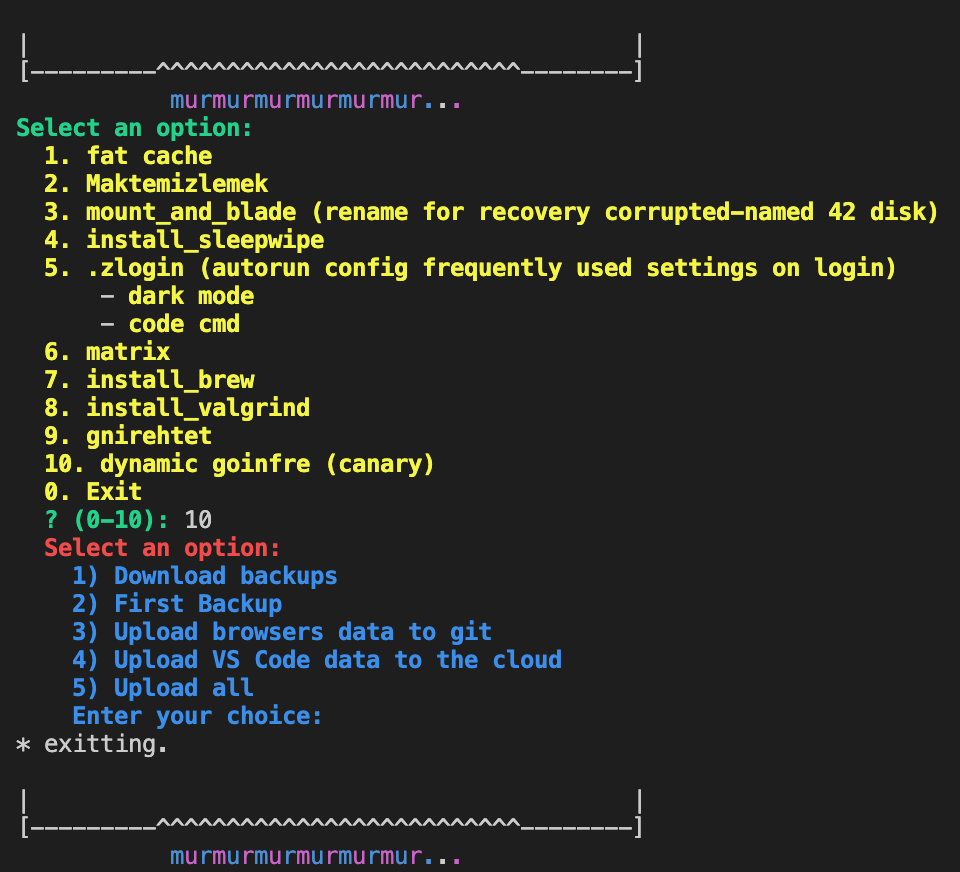 |                                           |
[_________^^^^^^^^^^^^^^^^^^^^^^^^^^________]
murmurmurmurmurmur...
Select an option:
1. fat cache
2. Maktemizlemek
3. mount_and_blade (rename for recovery corrupted-named 42 disk)
4. install_sleepwipe
5. .zlogin (autorun config frequently used settings on login)
- dark mode
- code cmd
6. matrix
7. install_brew
8. install_valgrind
9. gnirehtet
10. dynamic goinfre (canary)
0. Exit
? (0-10): 10
Select an option:
1) Download backups
2) First Backup
3) Upload browsers data to git
4) Upload VS Code data to the cloud
5) Upload all
Enter your choice:
* exitting.
|                                           |
[_________^^^^^^^^^^^^^^^^^^^^^^^^^^________]
murmurmurmurmurmur...